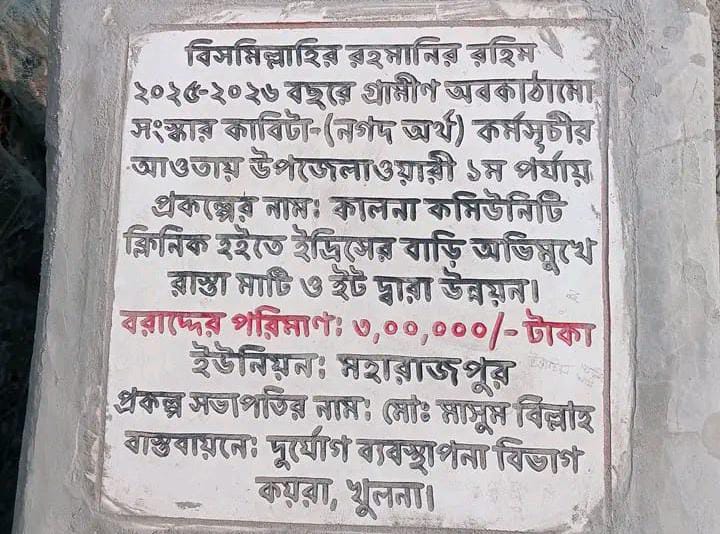 বিসমিল্লাহির রহমানির রহিম
২০২৫-২০২৬ বছরে গ্রামীণ অবকাঠামো
সংস্কার কাবিটা-(নগদ অর্থ) কর্মসূচীর
আওতায় উপজেলাওয়ারী ১ম পর্যায়
প্রকল্পের নাম: কালনা কমিউনিটি
ক্লিনিক হইতে ইদ্রিসের বাড়ি অভিমুখে
রাস্তা মাটি ও ইট দ্বারা উন্নয়ন।
বরাদ্দের পরিমাণ: ৩,০০,০০০/- টাকা
ইউনিয়ন: মহারাজপুর
প্রকল্প সভাপতির নাম: মোঃ মাসুম বিল্লাহ
বাস্তবায়নে: দুর্যোগ ব্যবস্থাপনা বিভাগ
কয়রা, খুলনা।